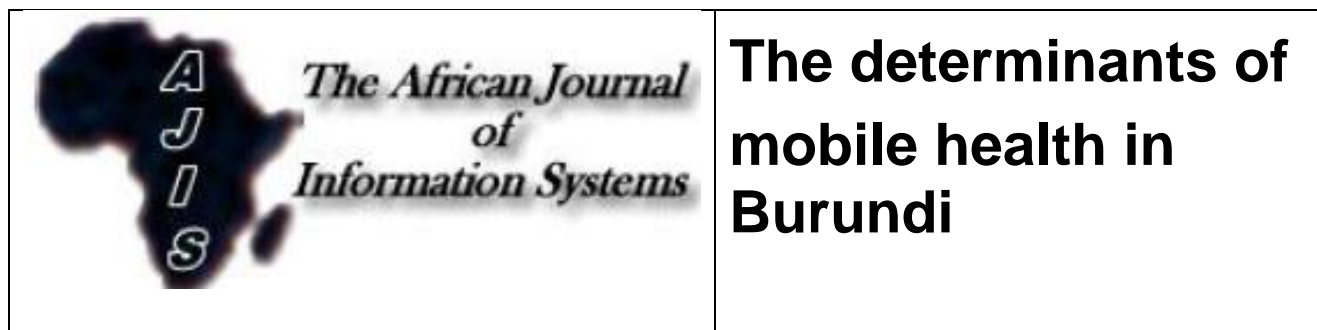 A
J
I
S
The African Journal
of
Information Systems
The determinants of
mobile health in
Burundi